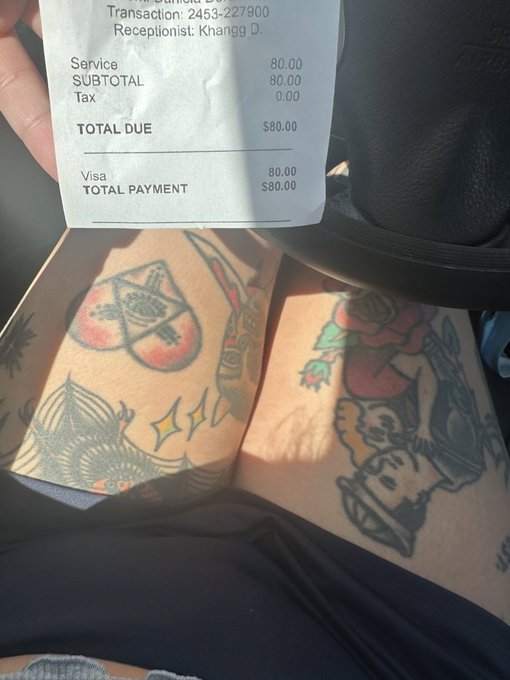 Daniela
Transaction: 2453-227900
Receptionist: Khangg D.
Service 80.00
SUBTOTAL 80.00
Tax 0.00
TOTAL DUE $80.00
Visa 80.00
TOTAL PAYMENT $80.00